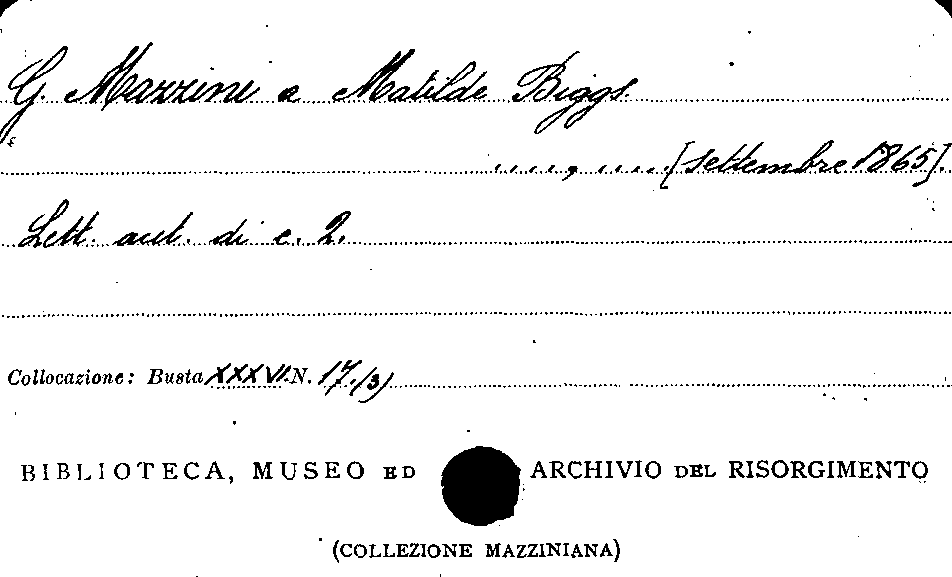 G. Mazzini a Matilde Biggs.
...., .....[settembre 1865].
Lett. aut. di c. 2.
Collocazione: Busta XXXVI. N. 17.(3)
BIBLIOTECA, MUSEO ED ARCHIVIO DEL RISORGIMENTO
(COLLEZIONE MAZZINIANA)